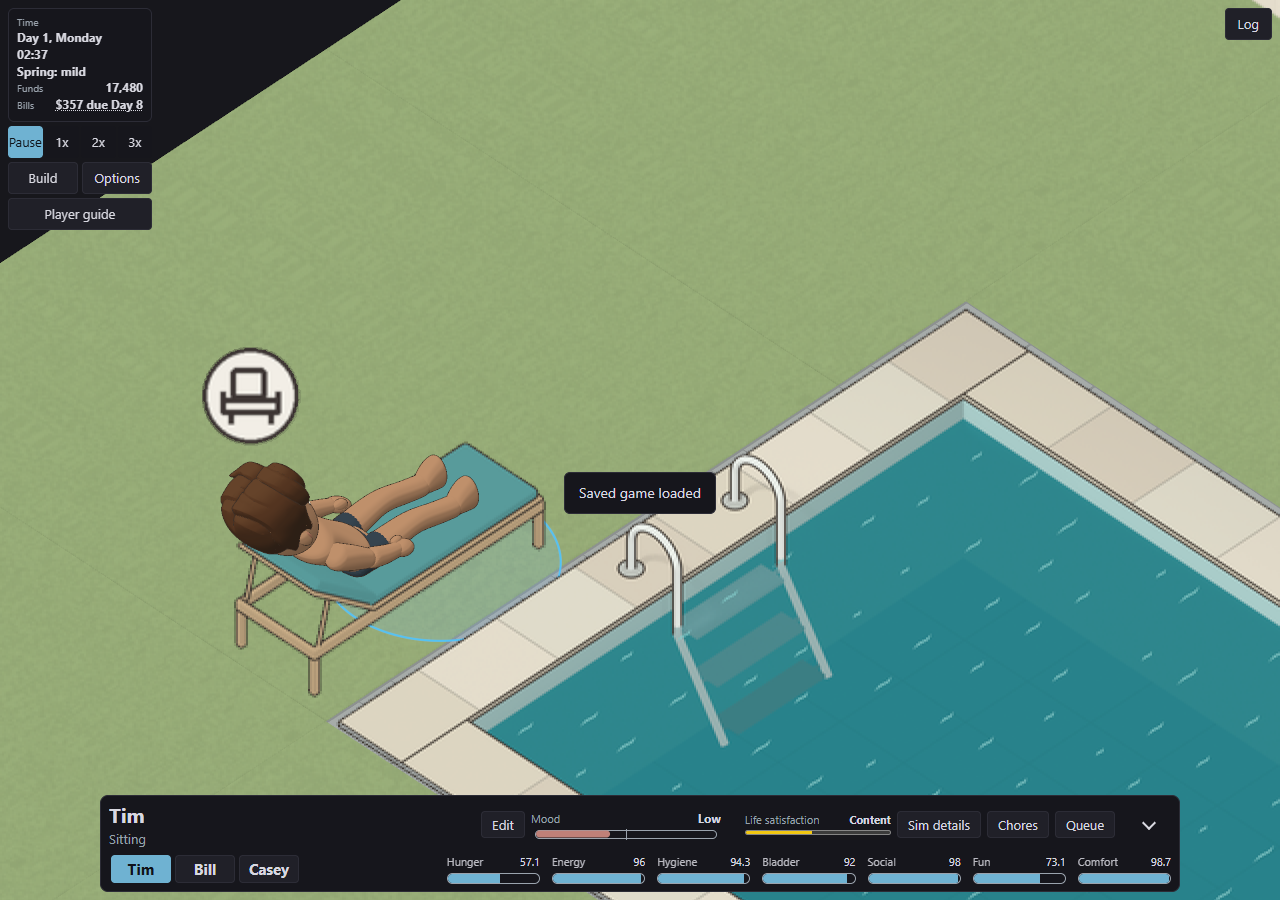 Time
Day 1, Monday
02:37
Spring: mild
Funds 17,480
Bills $357 due Day 8
Pause 1x 2x 3x
Build Options
Player guide
Log
Saved game loaded
Tim
Sitting
Edit
Mood Low
Life satisfaction Content
Sim details Chores Queue
Tim Bill Casey
Hunger 57.1 Energy 96 Hygiene 94.3 Bladder 92 Social 98 Fun 73.1 Comfort 98.7